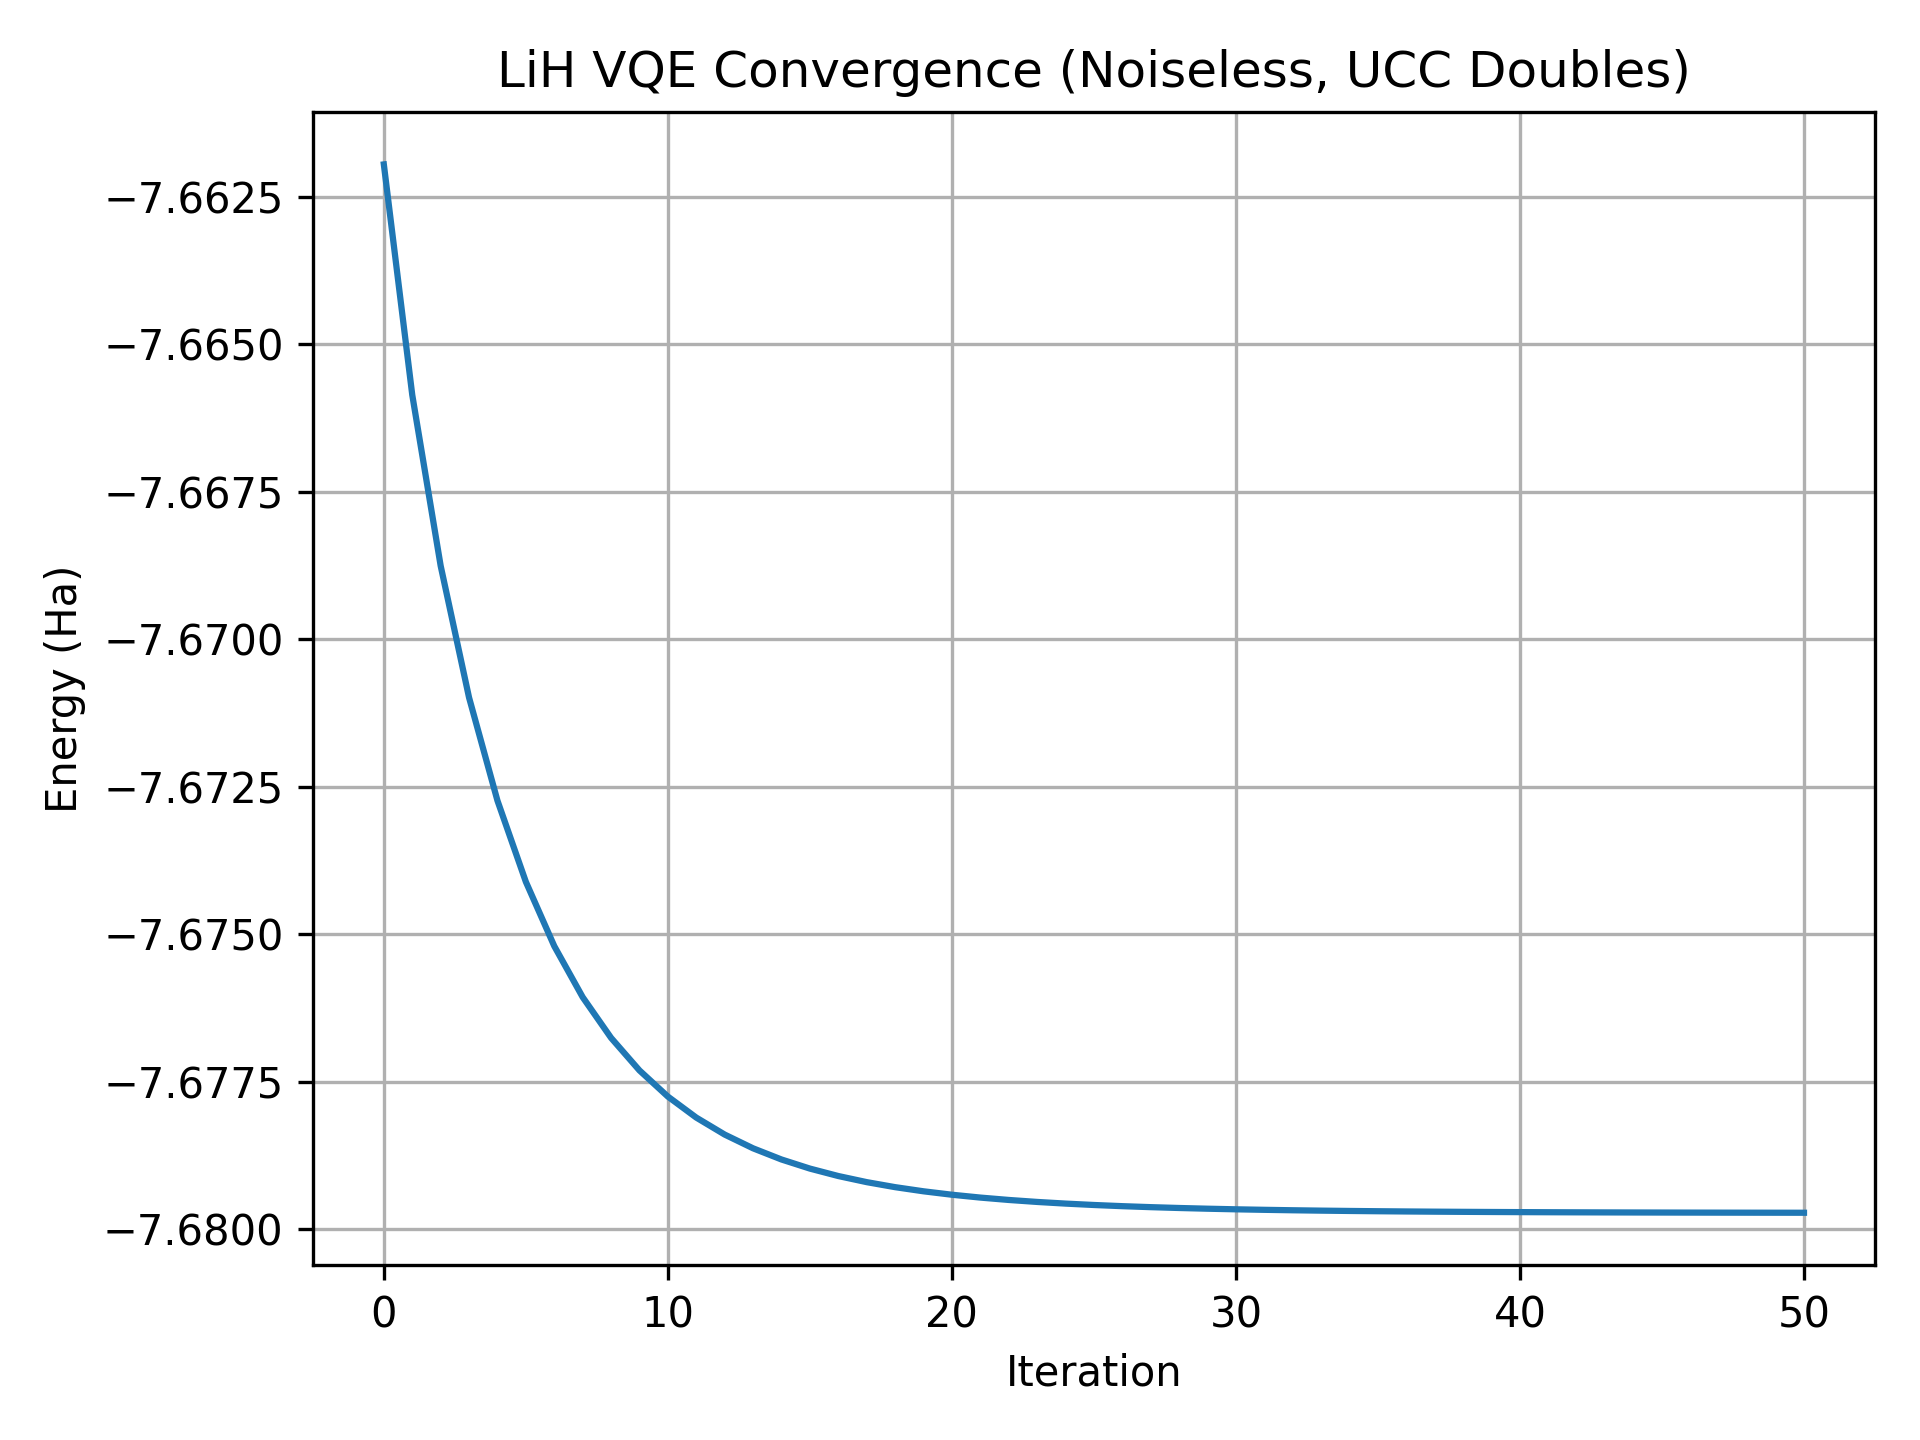 LiH VQE Convergence (Noiseless, UCC Doubles)
−7.6625
−7.6650
−7.6675
−7.6700
−7.6725
−7.6750
−7.6775
−7.6800
Energy (Ha)
0 10 20 30 40 50
Iteration